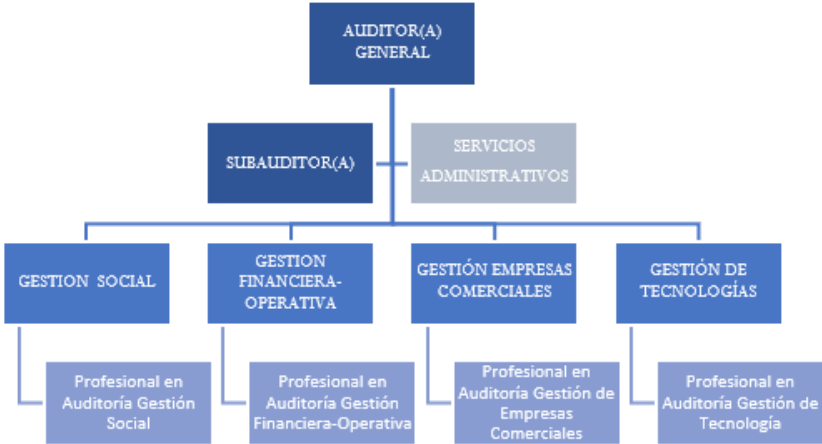 AUDITOR(A)
GENERAL
SUBAUDITOR(A)
SERVICIOS
ADMINISTRATIVOS
GESTION SOCIAL
GESTION
FINANCIERA-
OPERATIVA
GESTIÓN EMPRESAS
COMERCIALES
GESTIÓN DE
TECNOLOGÍAS
Profesional en
Auditoría Gestión
Social
Profesional en
Auditoría Gestión
Financiera-Operativa
Profesional en
Auditoría Gestión de
Empresas
Comerciales
Profesional en
Auditoría Gestión de
Tecnología